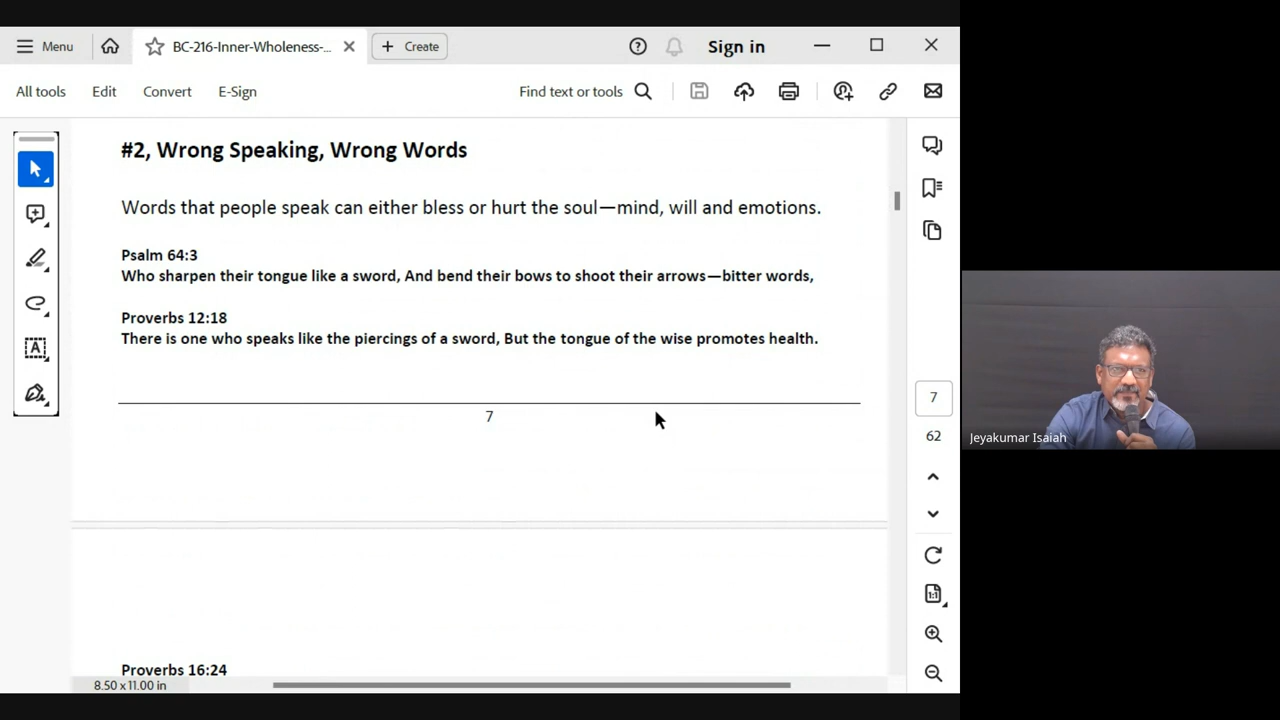 Menu
BC-216-Inner-Wholeness-...
Create
Sign in
All tools
Edit
Convert
E-Sign
Find text or tools
#2, Wrong Speaking, Wrong Words
Words that people speak can either bless or hurt the soul—mind, will and emotions.
Psalm 64:3
Who sharpen their tongue like a sword, And bend their bows to shoot their arrows—bitter words,
Proverbs 12:18
There is one who speaks like the piercings of a sword, But the tongue of the wise promotes health.
7
7
62
1:1
Proverbs 16:24
8.50 x 11.00 in
Jeyakumar Isaiah